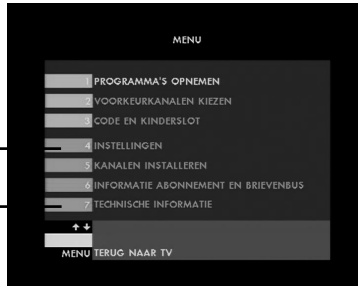 MENU
1 PROGRAMMA'S OPNEMEN
2 VOORKEURKANALEN KIEZEN
3 CODE EN KINDERSLOT
4 INSTELLINGEN
5 KANALEN INSTALLEREN
6 INFORMATIE ABONNEMENT EN BRIEVENBUS
7 TECHNISCHE INFORMATIE
MENU TERUG NAAR TV